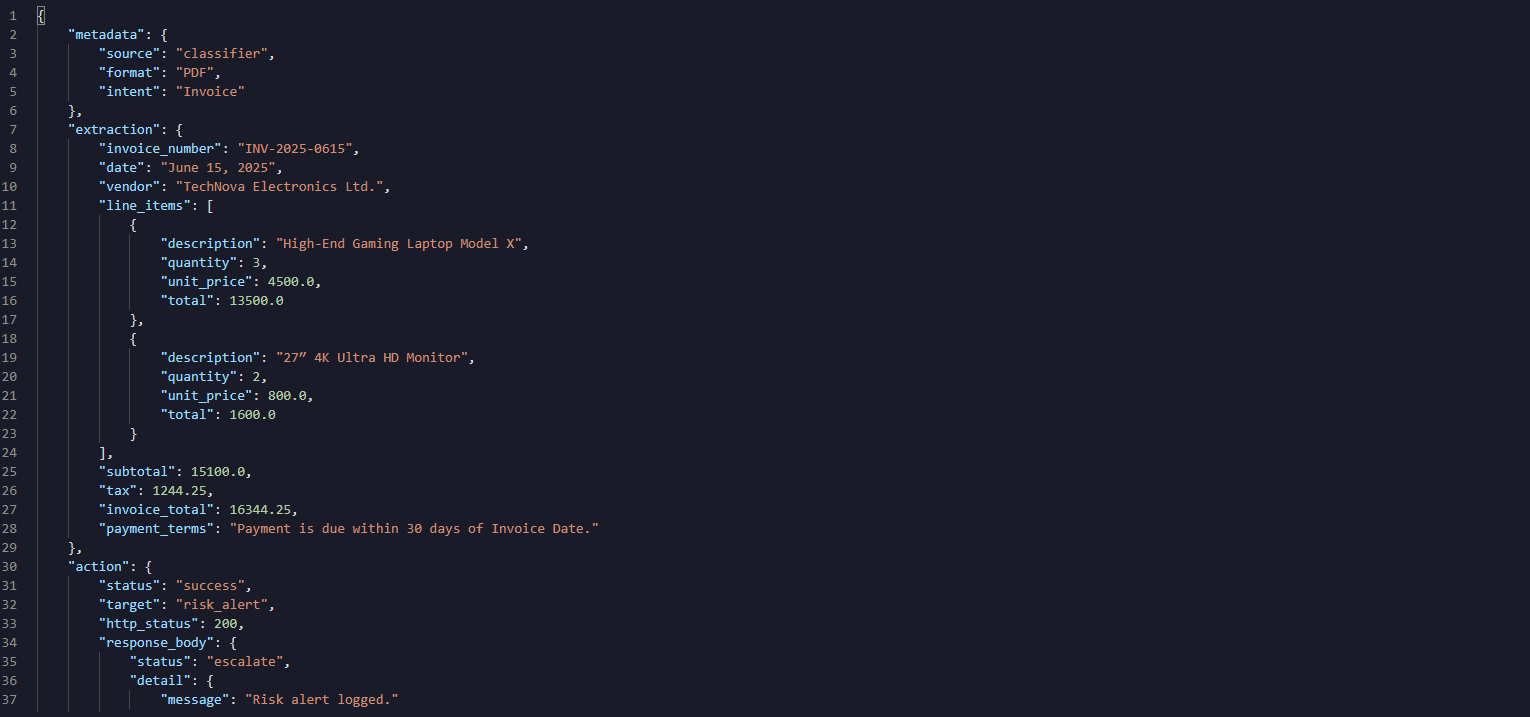 1 {
2     "metadata": {
3         "source": "classifier",
4         "format": "PDF",
5         "intent": "Invoice"
6     },
7     "extraction": {
8         "invoice_number": "INV-2025-0615",
9         "date": "June 15, 2025",
10         "vendor": "TechNova Electronics Ltd.",
11         "line_items": [
12             {
13                 "description": "High-End Gaming Laptop Model X",
14                 "quantity": 3,
15                 "unit_price": 4500.0,
16                 "total": 13500.0
17             },
18             {
19                 "description": "27” 4K Ultra HD Monitor",
20                 "quantity": 2,
21                 "unit_price": 800.0,
22                 "total": 1600.0
23             }
24         ],
25         "subtotal": 15100.0,
26         "tax": 1244.25,
27         "invoice_total": 16344.25,
28         "payment_terms": "Payment is due within 30 days of Invoice Date."
29     },
30     "action": {
31         "status": "success",
32         "target": "risk_alert",
33         "http_status": 200,
34         "response_body": {
35             "status": "escalate",
36             "detail": {
37                 "message": "Risk alert logged."